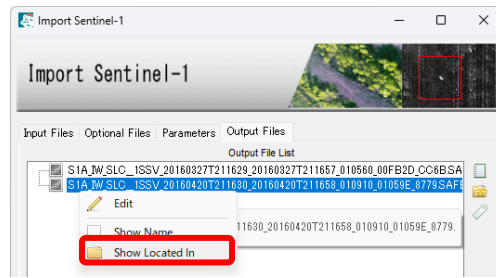 Import Sentinel-1
Import Sentinel-1
Input Files Optional Files Parameters Output Files
Output File List
S1A_IW_SLC__1SSV_20160327T211629_20160327T211657_010560_00FB2D_CC6B.SA
S1A_IW_SLC__1SSV_20160420T211630_20160420T211658_010910_01059E_8779.SAFE
Edit
Show Name
11630_20160420T211658_010910_01059E_8779.
Show Located In